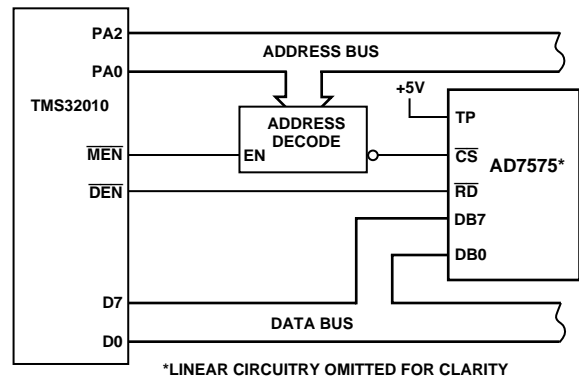 PA2
ADDRESS BUS
PA0
+5V
TMS32010
TP
ADDRESS
DECODE
MEN
EN
CS
AD7575*
DEN
RD
DB7
DB0
D7
DATA BUS
D0
*LINEAR CIRCUITRY OMITTED FOR CLARITY